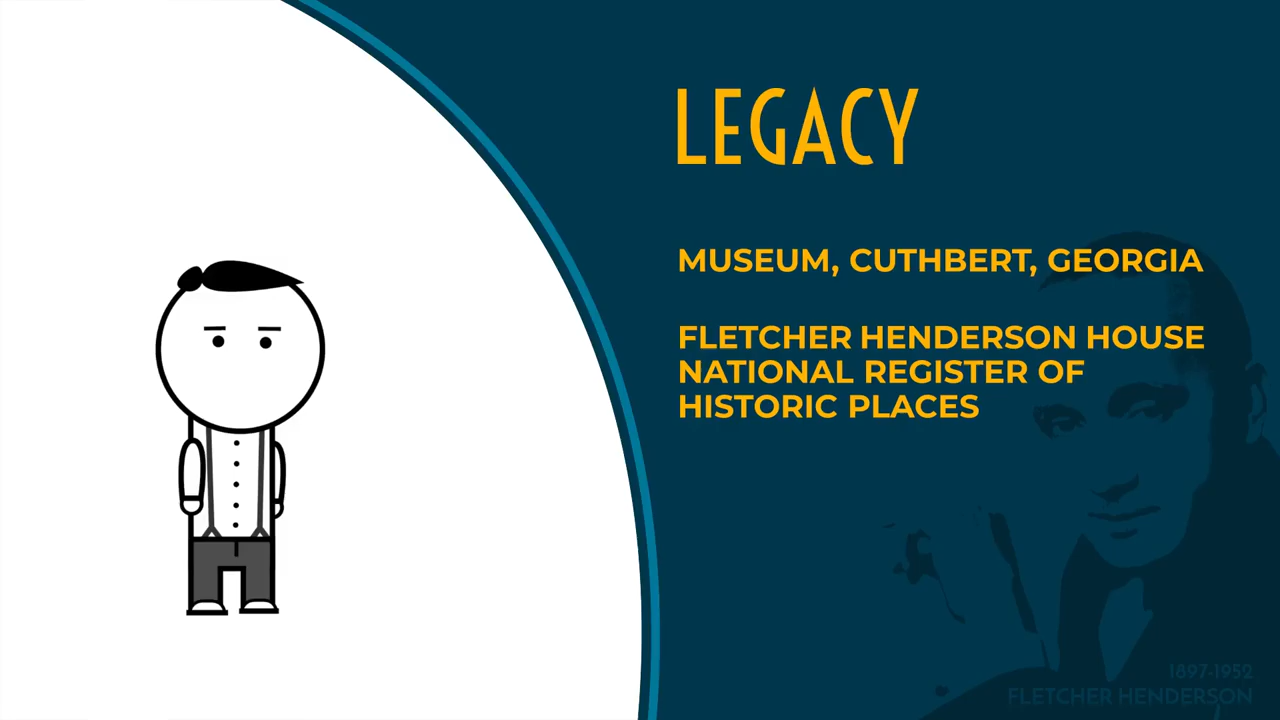 LEGACY
MUSEUM, CUTHBERT, GEORGIA
FLETCHER HENDERSON HOUSE
NATIONAL REGISTER OF
HISTORIC PLACES
1897-1952
FLETCHER HENDERSON